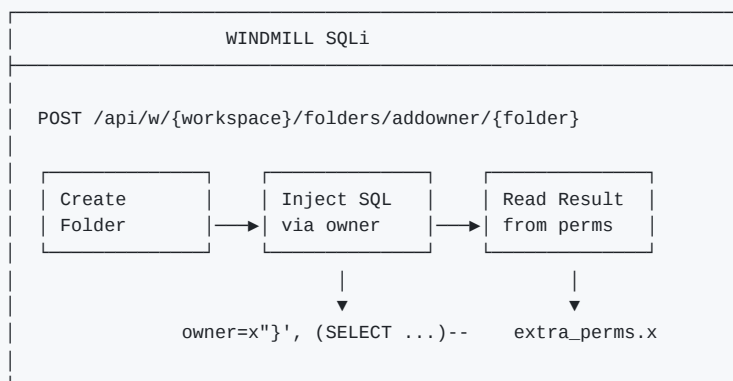 WINDMILL SQLi
POST /api/w/{workspace}/folders/addowner/{folder}
Create Inject SQL Read Result
Folder via owner from perms
owner=x"}', (SELECT ...)-- extra_perms.x